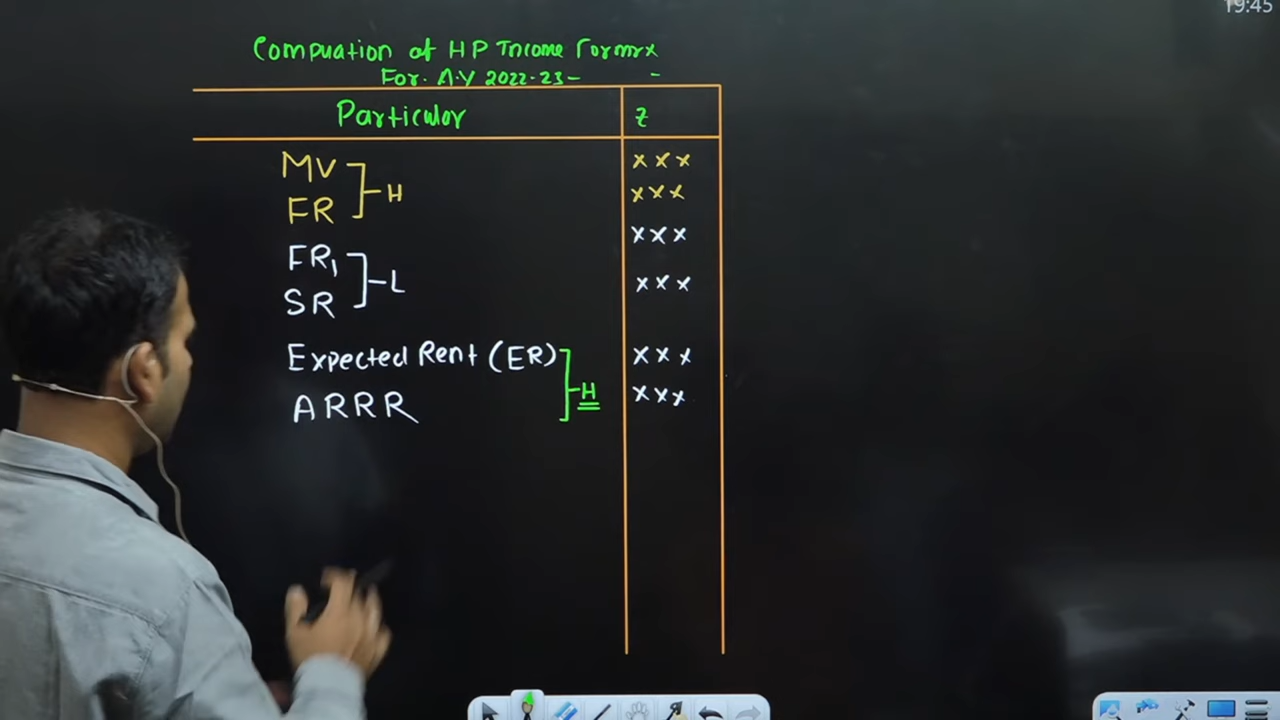 19:45
Compuation of HP Income Formrx
For. A.Y 2022-23-
Particular ₹
MV xxx
FR H xxx
FR1 xxx
SR L xxx
Expected Rent (ER) xxx
ARRR H xxx